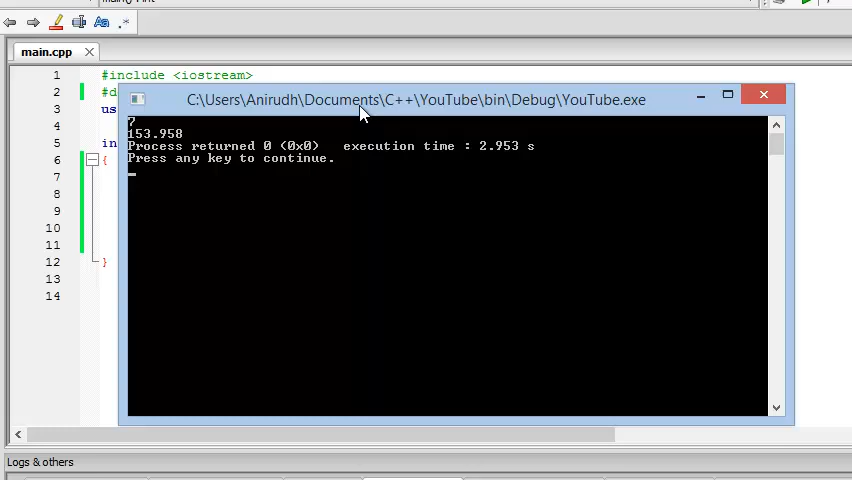 Aa .*
main.cpp
1 #include <iostream>
2 #d
3 us
4
5 in
6 {
7
8
9
10
11
12 }
13
14
C:\Users\Anirudh\Documents\C++\YouTube\bin\Debug\YouTube.exe
7
153.958
Process returned 0 (0x0)   execution time : 2.953 s
Press any key to continue.
Logs & others